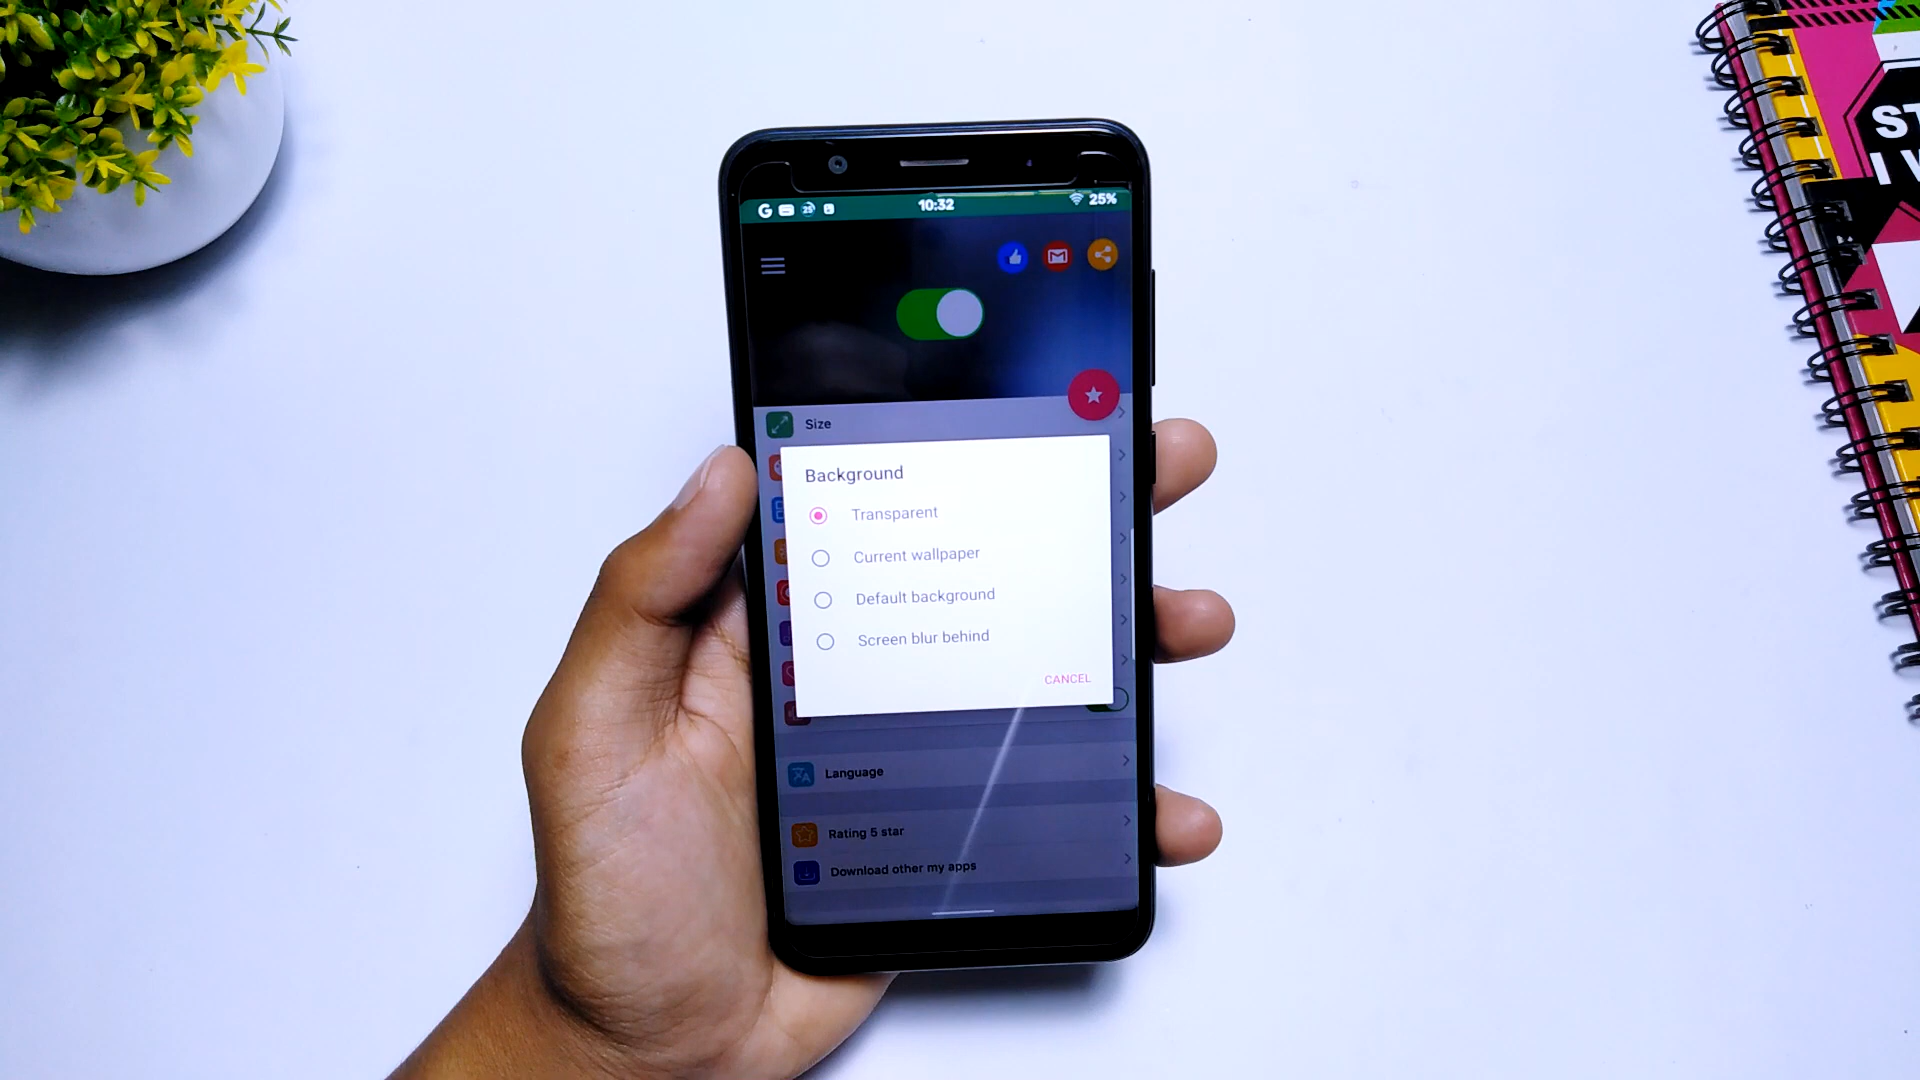 10:32
25%
Size
Background
Transparent
Current wallpaper
Default background
Screen blur behind
CANCEL
Language
Rating 5 star
Download other my apps
ST
I W